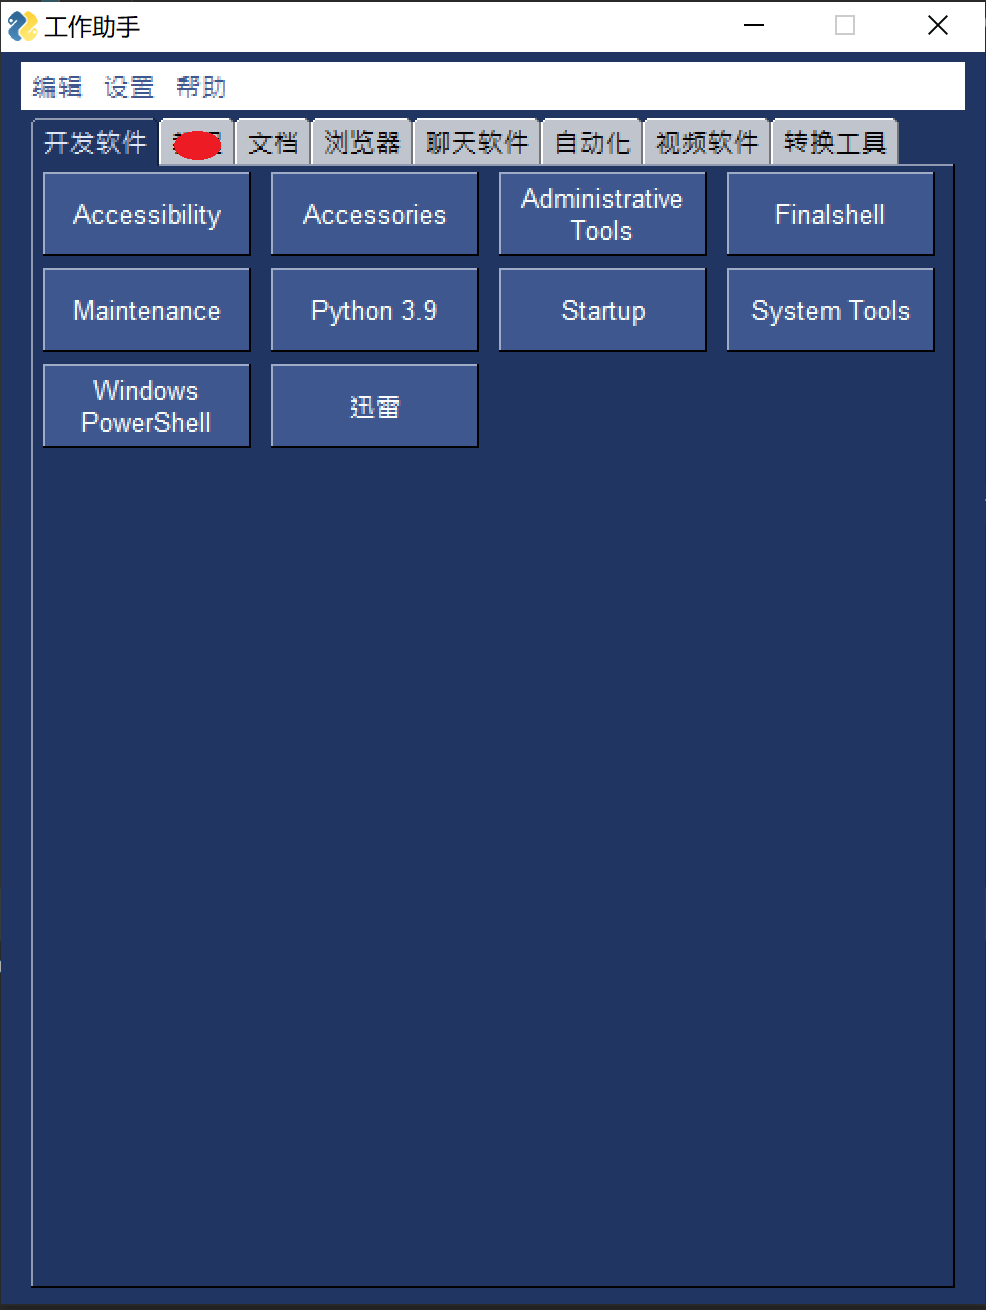 工作助手
编辑 设置 帮助
开发软件 文档 浏览器 聊天软件 自动化 视频软件 转换工具
Accessibility Accessories Administrative Tools Finalshell
Maintenance Python 3.9 Startup System Tools
Windows PowerShell 迅雷